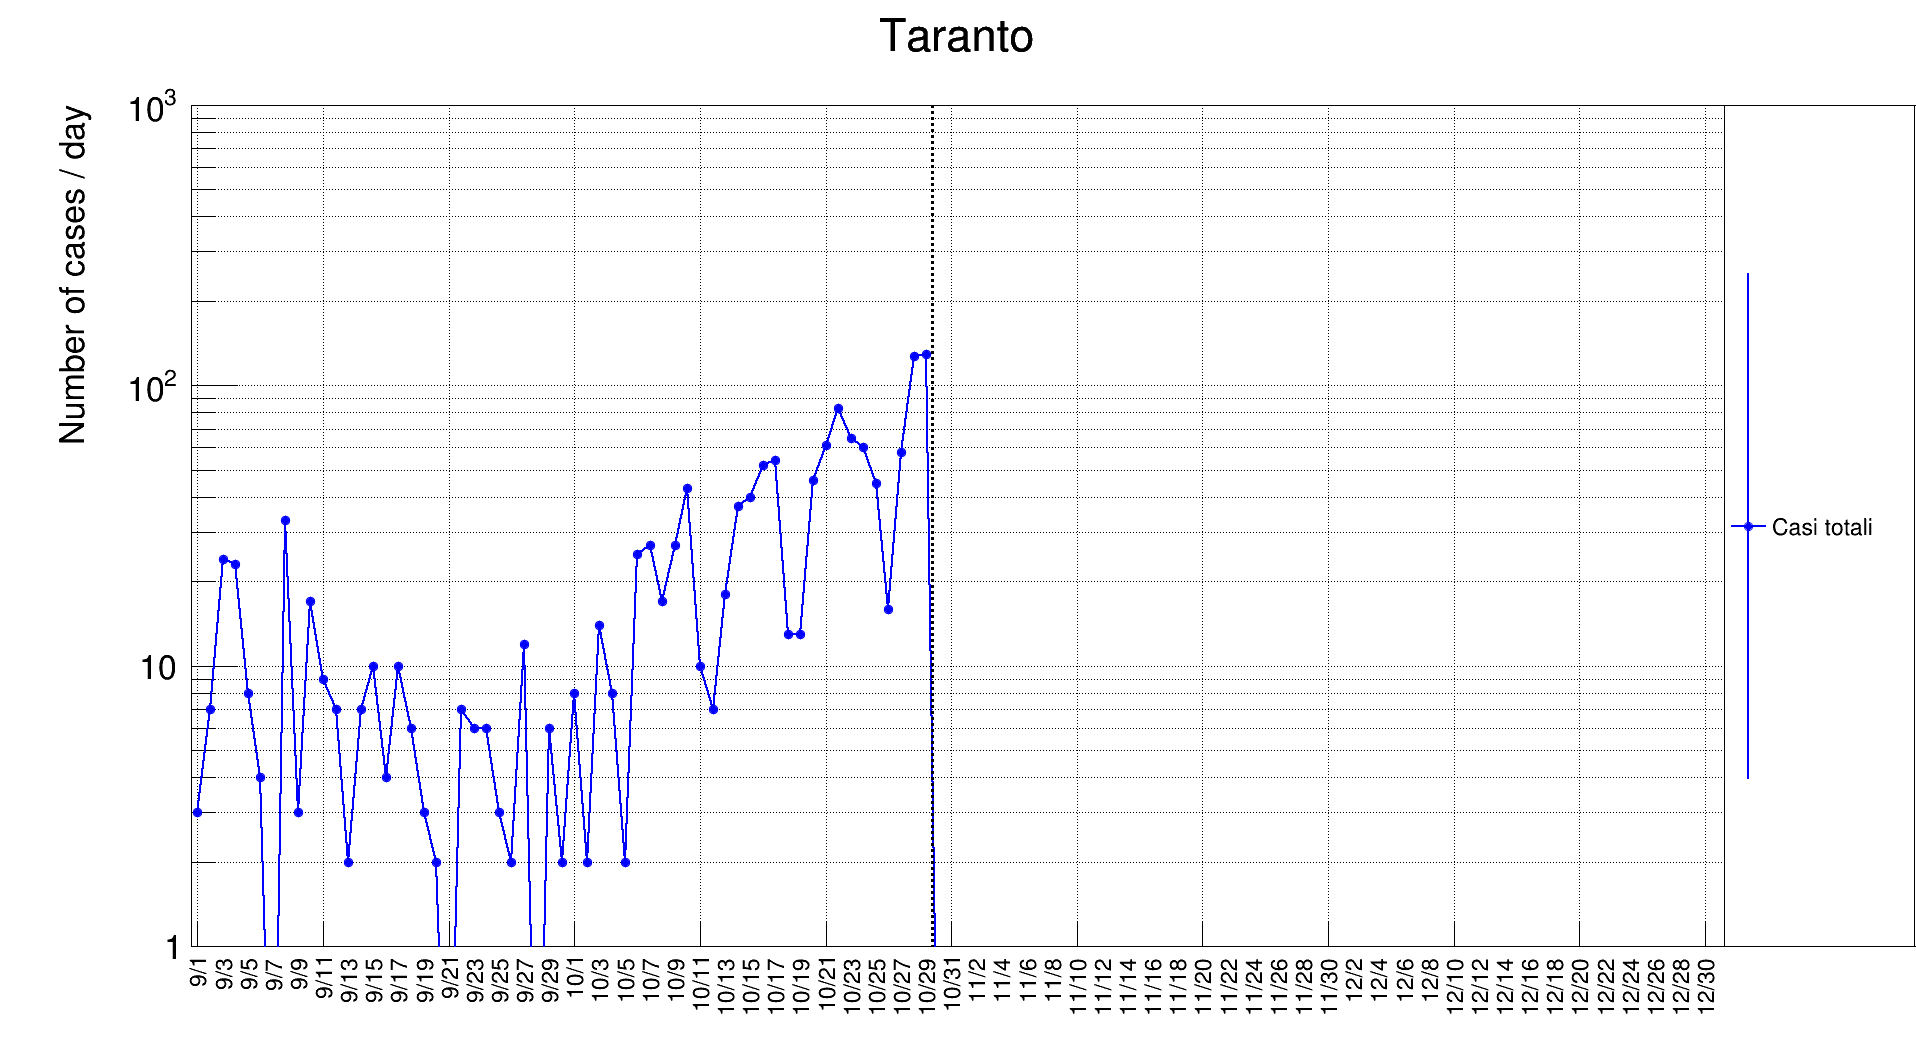 Taranto
Number of cases / day
10³
10²
10
1
9/1 9/3 9/5 9/7 9/9 9/11 9/13 9/15 9/17 9/19 9/21 9/23 9/25 9/27 9/29 10/1 10/3 10/5 10/7 10/9 10/11 10/13 10/15 10/17 10/19 10/21 10/23 10/25 10/27 10/29 10/31 11/2 11/4 11/6 11/8 11/10 11/12 11/14 11/16 11/18 11/20 11/22 11/24 11/26 11/28 11/30 12/2 12/4 12/6 12/8 12/10 12/12 12/14 12/16 12/18 12/20 12/22 12/24 12/26 12/28 12/30
Casi totali